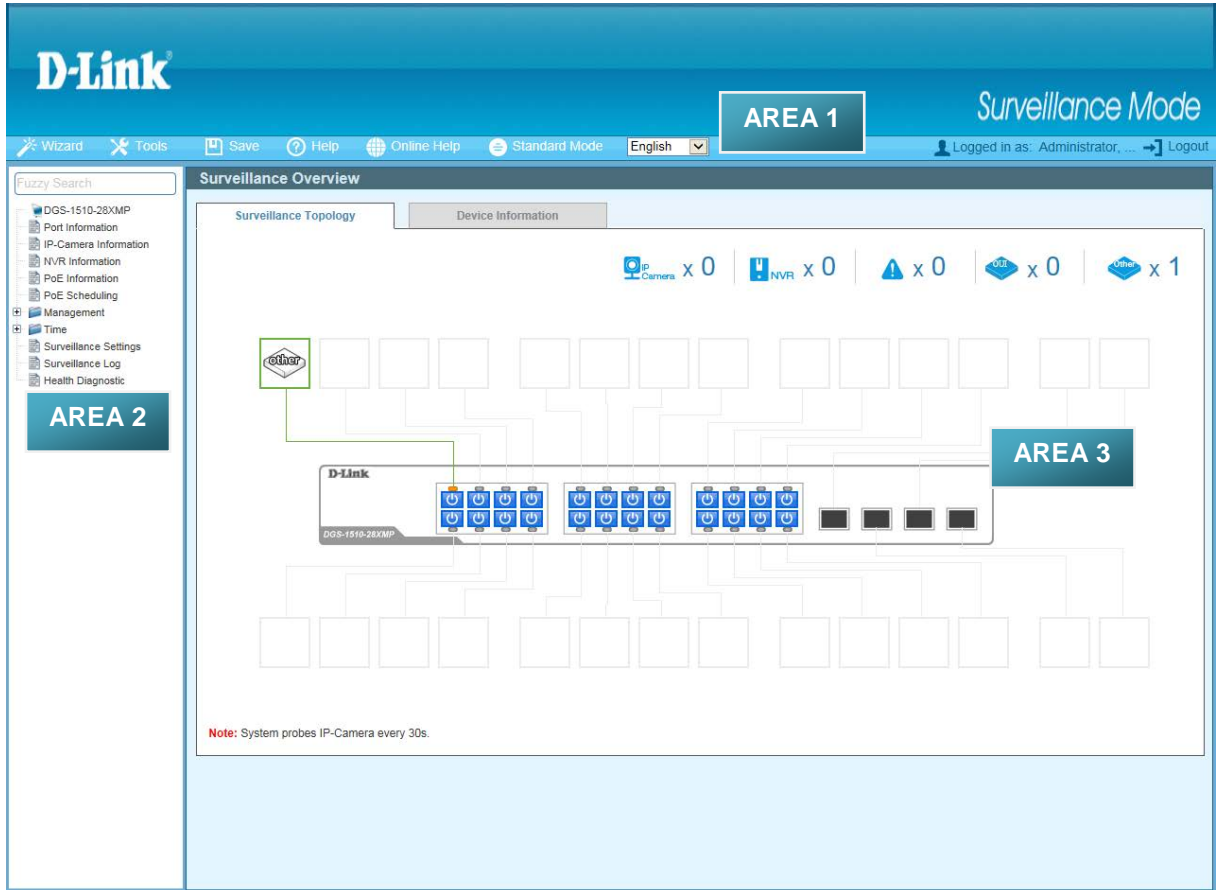 D-Link®
Surveillance Mode
AREA 1
Wizard Tools Save Help Online Help Standard Mode English Logged in as: Administrator, ... Logout
Fuzzy Search
DGS-1510-28XMP
Port Information
IP-Camera Information
NVR Information
PoE Information
PoE Scheduling
Management
Time
Surveillance Settings
Surveillance Log
Health Diagnostic
AREA 2
Surveillance Overview
Surveillance Topology Device Information
IP Camera x 0 NVR x 0 x 0 OUI x 0 Other x 1
other
AREA 3
D-Link
DGS-1510-28XMP
Note: System probes IP-Camera every 30s.